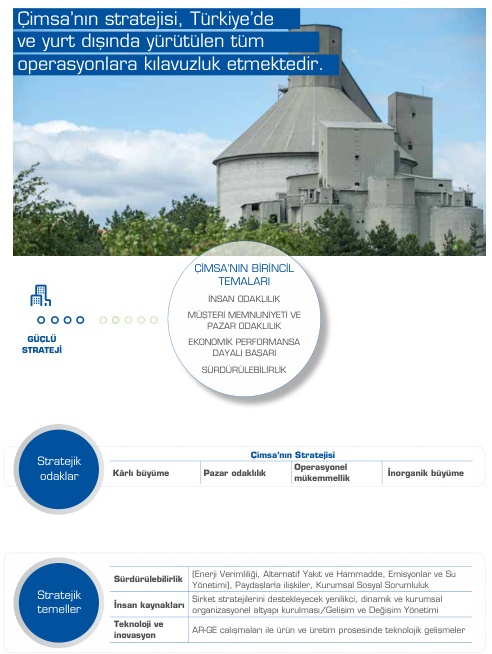 Çimsa’nın stratejisi, Türkiye’de
ve yurt dışında yürütülen tüm
operasyonlara kılavuzluk etmektedir.
GÜÇLÜ
STRATEJİ
ÇİMSA’NIN BİRİNCİL
TEMALARI
İNSAN ODAKLILIK
MÜŞTERİ MEMNUNİYETİ VE
PAZAR ODAKLILIK
EKONOMİK PERFORMANSA
DAYALI BAŞARI
SÜRDÜRÜLEBİLİRLİK
Stratejik
odaklar
Çimsa’nın Stratejisi
Kârlı büyüme
Pazar odaklılık
Operasyonel
mükemmellik
İnorganik büyüme
Stratejik
temeller
Sürdürülebilirlik
(Enerji Verimliliği, Alternatif Yakıt ve Hammadde, Emisyonlar ve Su
Yönetimi), Paydaşlarla ilişkiler, Kurumsal Sosyal Sorumluluk
İnsan kaynakları
Şirket stratejilerini destekleyecek yenilikçi, dinamik ve kurumsal
organizasyonel altyapı kurulması/Gelişim ve Değişim Yönetimi
Teknoloji ve
inovasyon
AR-GE çalışmaları ile ürün ve üretim prosesinde teknolojik gelişmeler